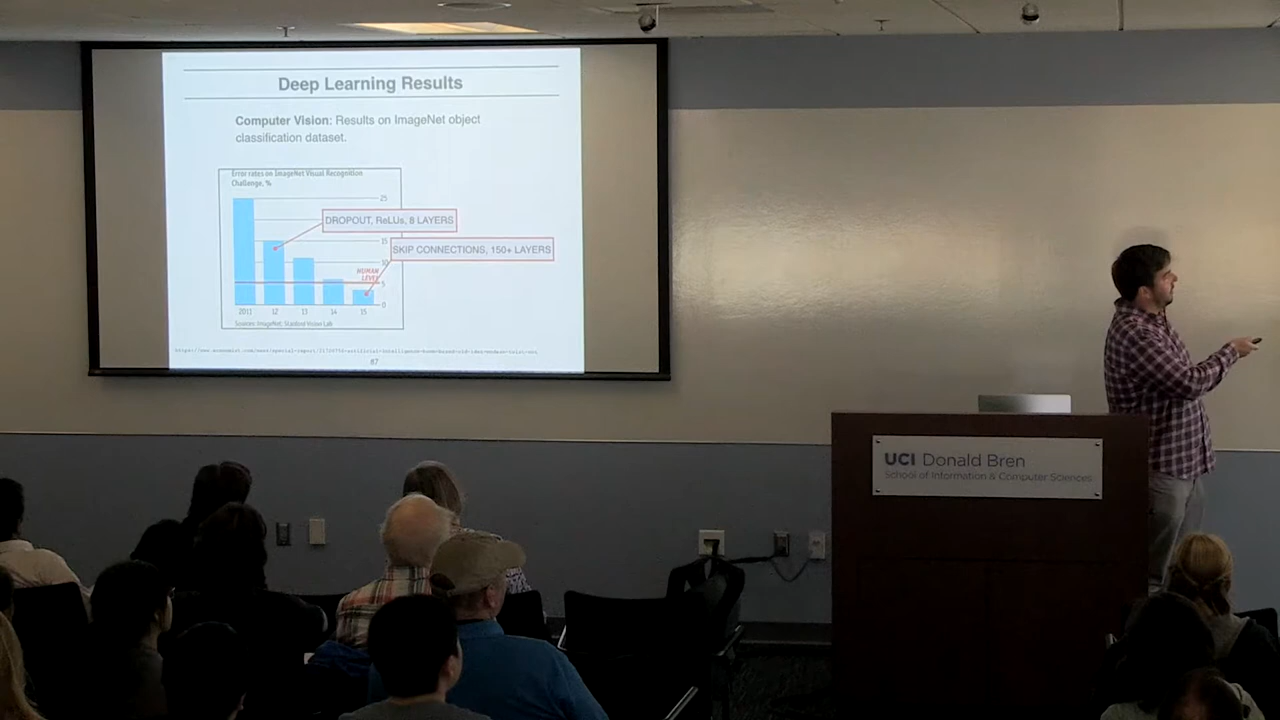 Deep Learning Results
Computer Vision: Results on ImageNet object
classification dataset.
Error rates on ImageNet Visual Recognition
Challenge, %
25
DROPOUT, ReLUs, 8 LAYERS
15
SKIP CONNECTIONS, 150+ LAYERS
10
HUMAN
LEVEL
5
0
2011 12 13 14 15
Sources: ImageNet; Stanford Vision Lab
67
UCI Donald Bren
School of Information & Computer Sciences